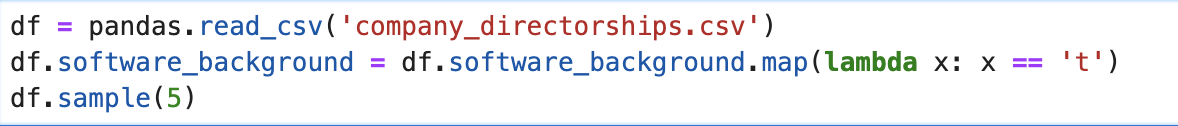 df = pandas.read_csv('company_directorships.csv')
df.software_background = df.software_background.map(lambda x: x == 't')
df.sample(5)